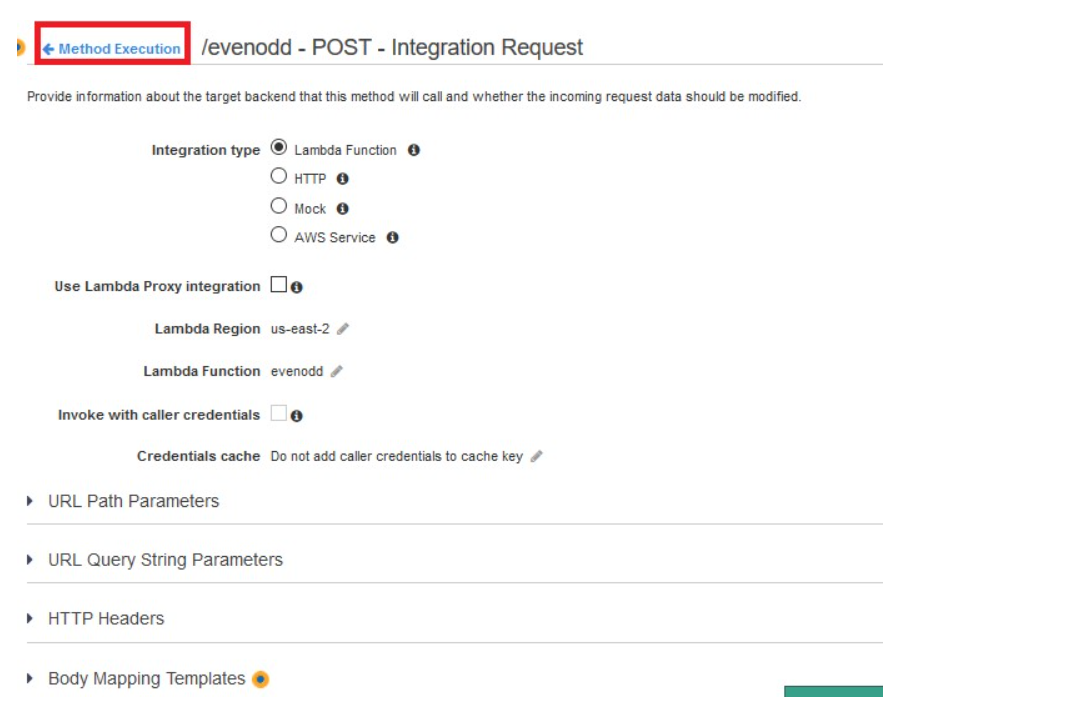 Method Execution /evenodd - POST - Integration Request
Provide information about the target backend that this method will call and whether the incoming request data should be modified.
Integration type Lambda Function
HTTP
Mock
AWS Service
Use Lambda Proxy integration
Lambda Region us-east-2
Lambda Function evenodd
Invoke with caller credentials
Credentials cache Do not add caller credentials to cache key
URL Path Parameters
URL Query String Parameters
HTTP Headers
Body Mapping Templates